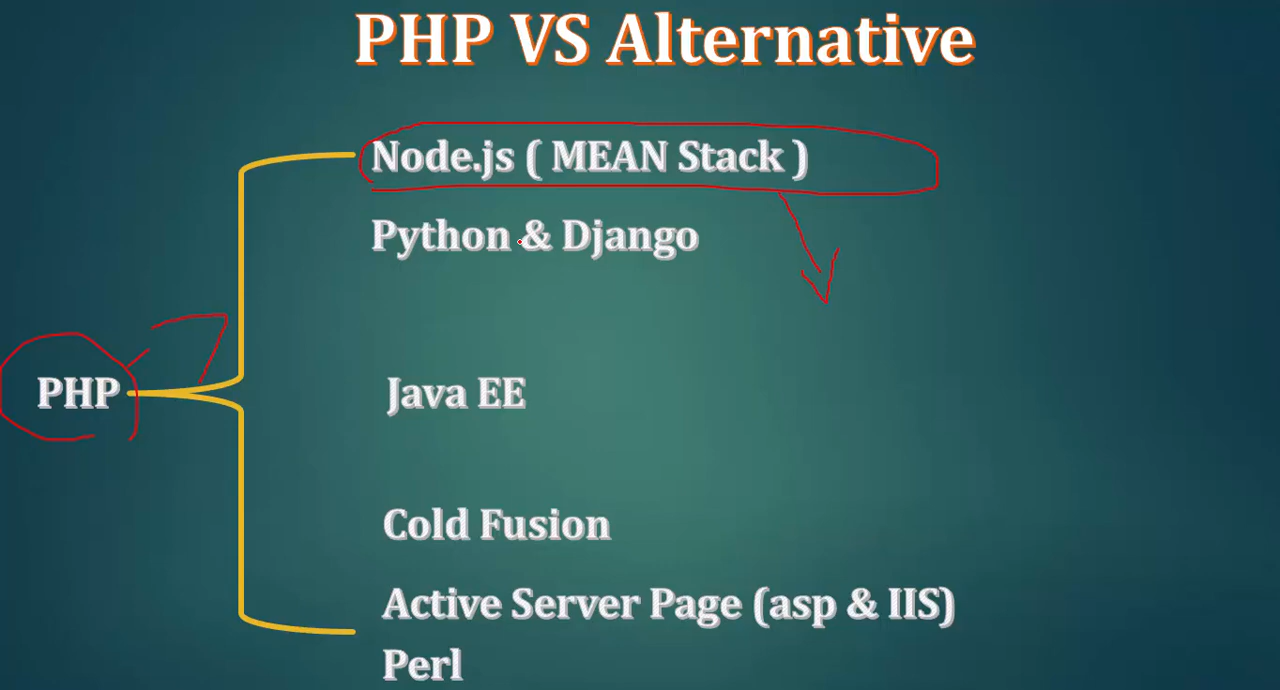 PHP VS Alternative
Node.js ( MEAN Stack )
Python & Django
PHP
Java EE
Cold Fusion
Active Server Page (asp & IIS)
Perl